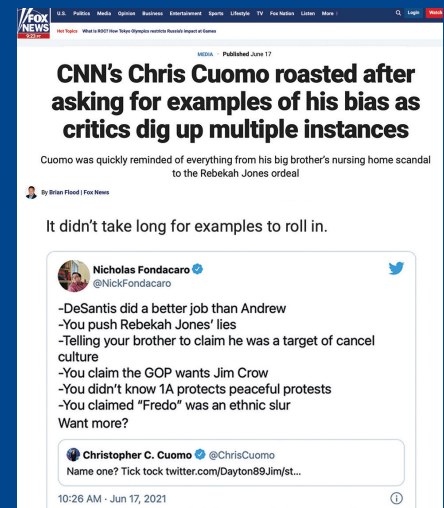 FOX
NEWS
9:23 PT
U.S. Politics Media Opinion Business Entertainment Sports Lifestyle TV Fox Nation Listen More
Login Watch
Hot Topics What is ROC? How Tokyo Olympics restricts Russia's impact at Games
MEDIA · Published June 17
CNN's Chris Cuomo roasted after
asking for examples of his bias as
critics dig up multiple instances
Cuomo was quickly reminded of everything from his big brother's nursing home scandal
to the Rebekah Jones ordeal
By Brian Flood | Fox News
It didn't take long for examples to roll in.
Nicholas Fondacaro
@NickFondacaro
-DeSantis did a better job than Andrew
-You push Rebekah Jones' lies
-Telling your brother to claim he was a target of cancel
culture
-You claim the GOP wants Jim Crow
-You didn't know 1A protects peaceful protests
-You claimed "Fredo" was an ethnic slur
Want more?
Christopher C. Cuomo @ChrisCuomo
Name one? Tick tock twitter.com/Dayton89Jim/st...
10:26 AM · Jun 17, 2021